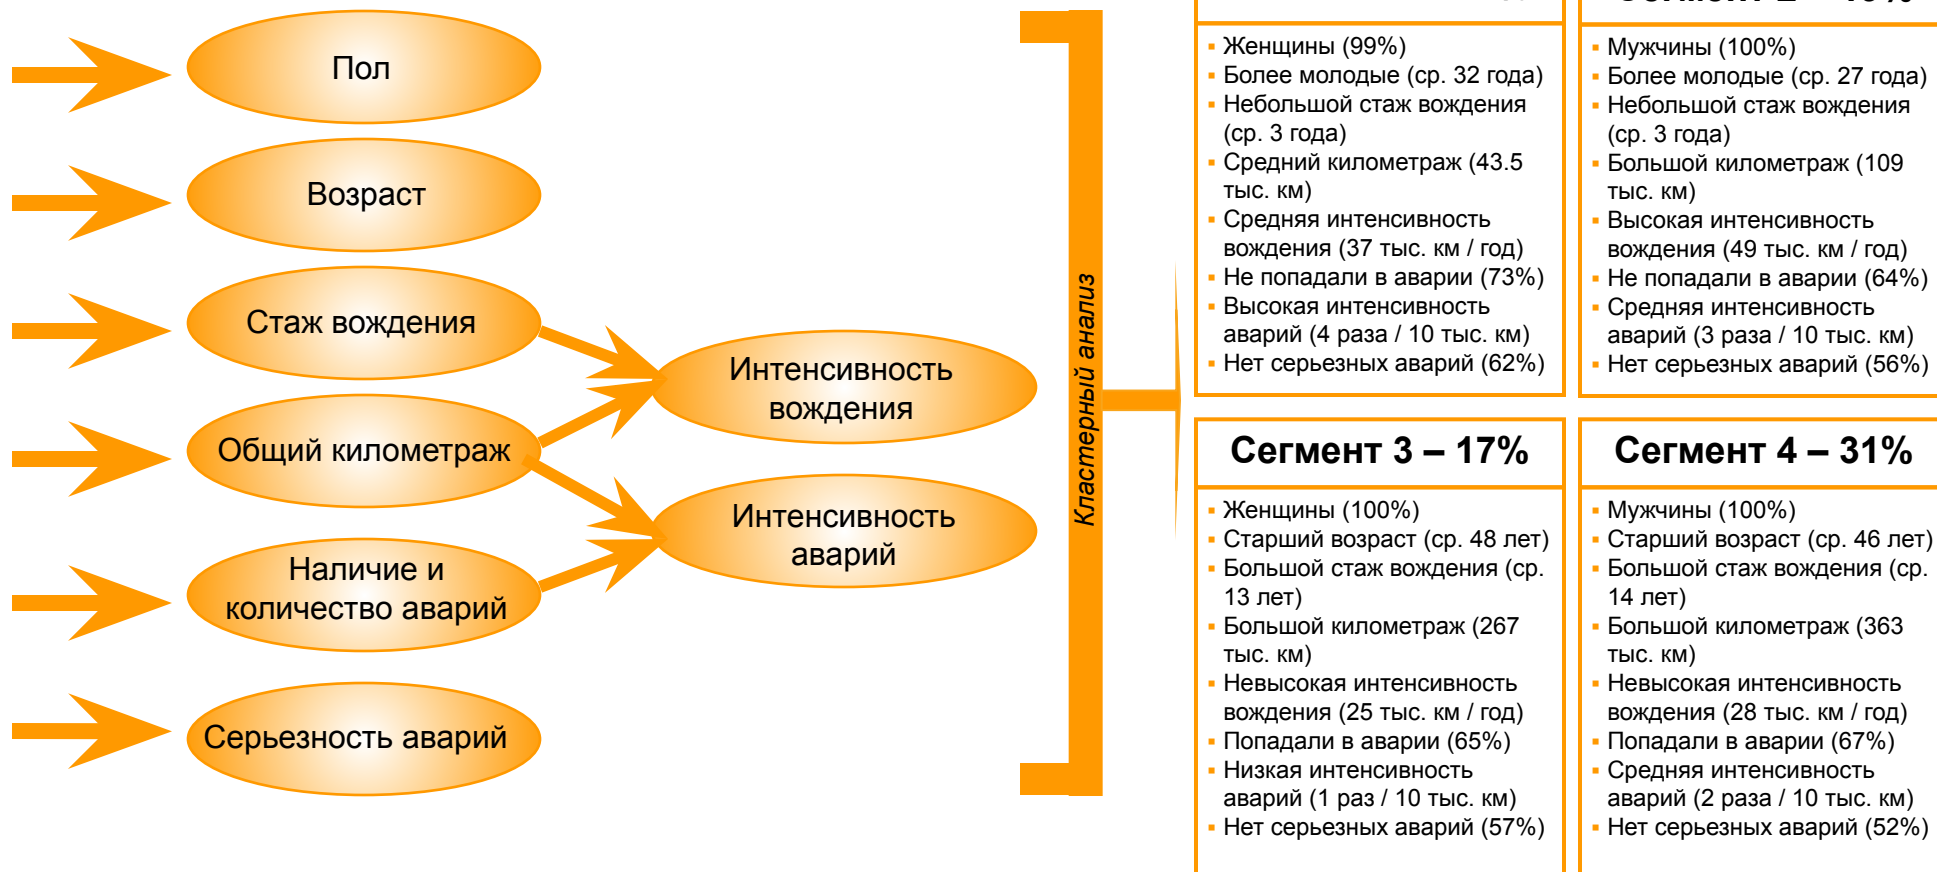 Пол
Возраст
Стаж вождения
Общий километраж
Наличие и
количество аварий
Серьезность аварий
Интенсивность
вождения
Интенсивность
аварий
Кластерный анализ
Женщины (99%)
Более молодые (ср. 32 года)
Небольшой стаж вождения
(ср. 3 года)
Средний километраж (43.5
тыс. км)
Средняя интенсивность
вождения (37 тыс. км / год)
Не попадали в аварии (73%)
Высокая интенсивность
аварий (4 раза / 10 тыс. км)
Нет серьезных аварий (62%)
Сегмент 2
Мужчины (100%)
Более молодые (ср. 27 года)
Небольшой стаж вождения
(ср. 3 года)
Большой километраж (109
тыс. км)
Высокая интенсивность
вождения (49 тыс. км / год)
Не попадали в аварии (64%)
Средняя интенсивность
аварий (3 раза / 10 тыс. км)
Нет серьезных аварий (56%)
Сегмент 3 – 17%
Женщины (100%)
Старший возраст (ср. 48 лет)
Большой стаж вождения (ср.
13 лет)
Большой километраж (267
тыс. км)
Невысокая интенсивность
вождения (25 тыс. км / год)
Попадали в аварии (65%)
Низкая интенсивность
аварий (1 раз / 10 тыс. км)
Нет серьезных аварий (57%)
Сегмент 4 – 31%
Мужчины (100%)
Старший возраст (ср. 46 лет)
Большой стаж вождения (ср.
14 лет)
Большой километраж (363
тыс. км)
Невысокая интенсивность
вождения (28 тыс. км / год)
Попадали в аварии (67%)
Средняя интенсивность
аварий (2 раза / 10 тыс. км)
Нет серьезных аварий (52%)